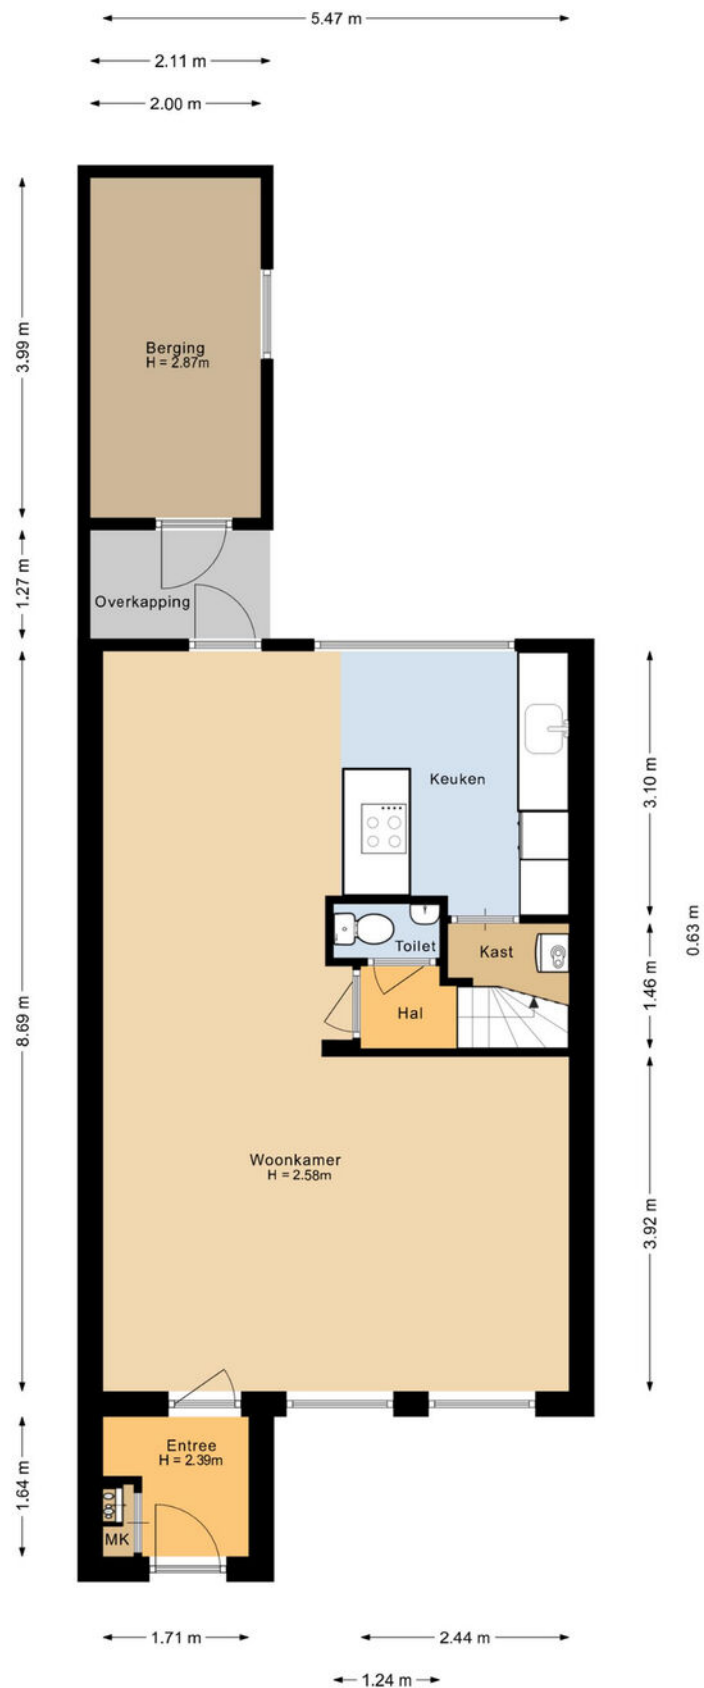 5.47 m
2.11 m
2.00 m
3.99 m
Berging
H = 2.87m
1.27 m
Overkapping
8.69 m
Keuken
3.10 m
0.63 m
Toilet
Kast
1.46 m
Hal
Woonkamer
H = 2.58m
3.92 m
Entree
H = 2.39m
1.64 m
MK
1.71 m
2.44 m
1.24 m